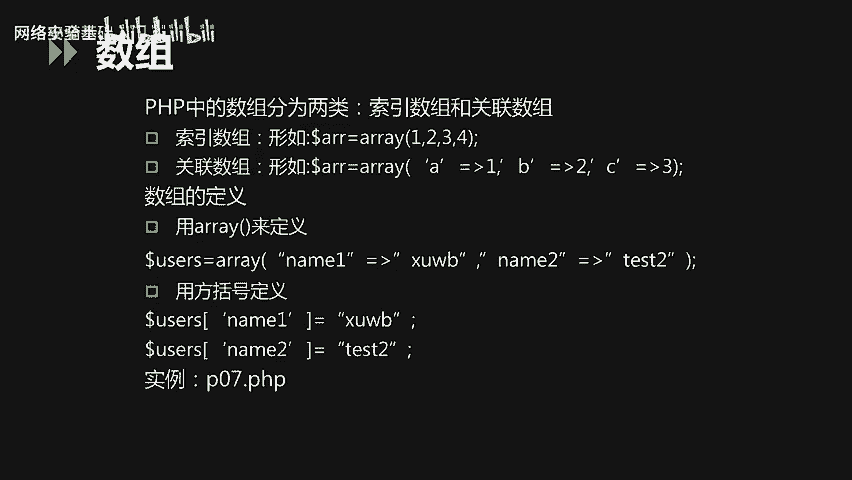 网络安全基础入门 bilibili
数组
PHP中的数组分为两类：索引数组和关联数组
索引数组：形如:$arr=array(1,2,3,4);
关联数组：形如:$arr=array(‘a’=>1,’b’=>2,’c’=>3);
数组的定义
用array()来定义
$users=array(“name1”=>”xuwb”,“name2”=>”test2”);
用方括号定义
$users[‘name1’]=“xuwb”;
$users[‘name2’]=“test2”;
实例：p07.php